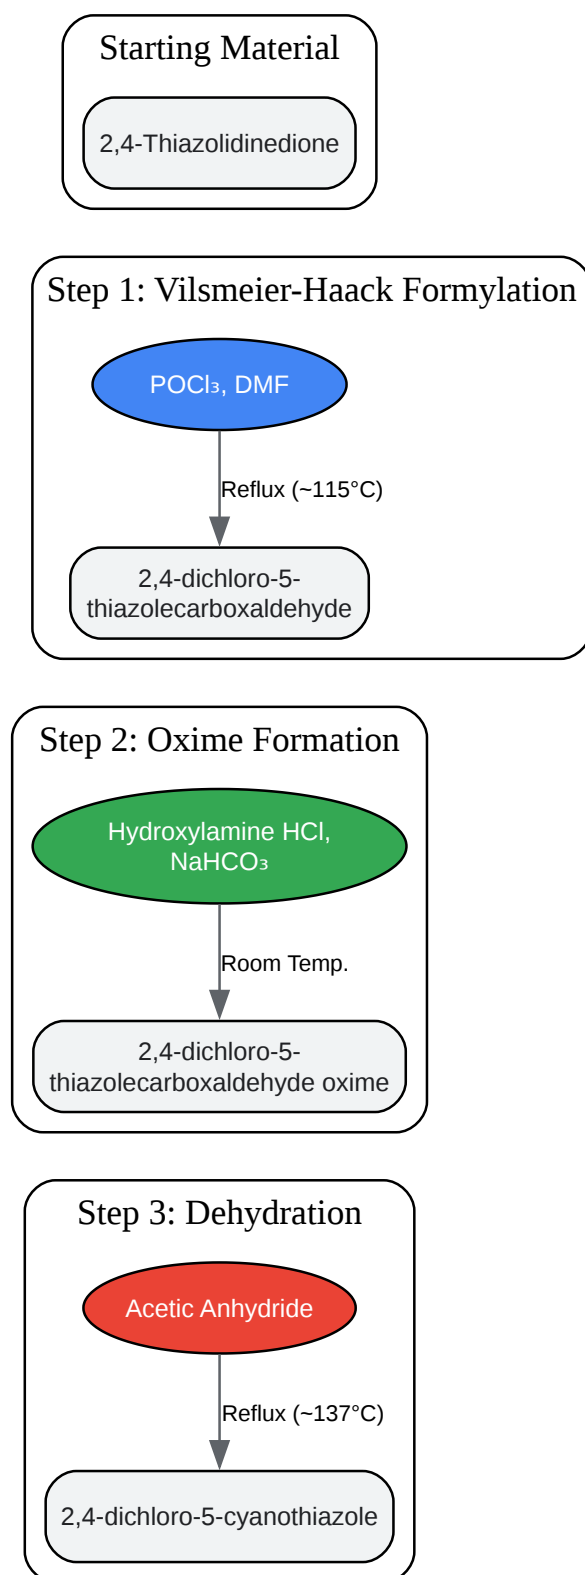 Starting Material
2,4-Thiazolidinedione
Step 1: Vilsmeier-Haack Formylation
POCl₃, DMF
Reflux (~115°C)
2,4-dichloro-5-
thiazolecarboxaldehyde
Step 2: Oxime Formation
Hydroxylamine HCl,
NaHCO₃
Room Temp.
2,4-dichloro-5-
thiazolecarboxaldehyde oxime
Step 3: Dehydration
Acetic Anhydride
Reflux (~137°C)
2,4-dichloro-5-cyanothiazole